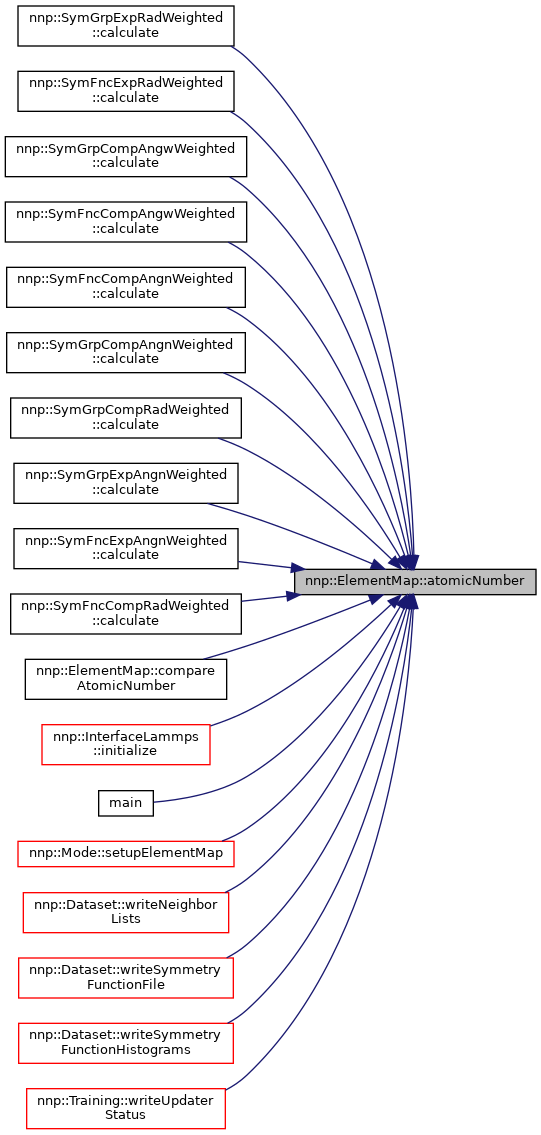 nnp::SymGrpExpRadWeighted
::calculate
nnp::SymFncExpRadWeighted
::calculate
nnp::SymGrpCompAngwWeighted
::calculate
nnp::SymFncCompAngwWeighted
::calculate
nnp::SymFncCompAngnWeighted
::calculate
nnp::SymGrpCompAngnWeighted
::calculate
nnp::SymGrpCompRadWeighted
::calculate
nnp::SymGrpExpAngnWeighted
::calculate
nnp::SymFncExpAngnWeighted
::calculate
nnp::ElementMap::atomicNumber
nnp::SymFncCompRadWeighted
::calculate
nnp::ElementMap::compare
AtomicNumber
nnp::InterfaceLammps
::initialize
main
nnp::Mode::setupElementMap
nnp::Dataset::writeNeighbor
Lists
nnp::Dataset::writeSymmetry
FunctionFile
nnp::Dataset::writeSymmetry
FunctionHistograms
nnp::Training::writeUpdater
Status